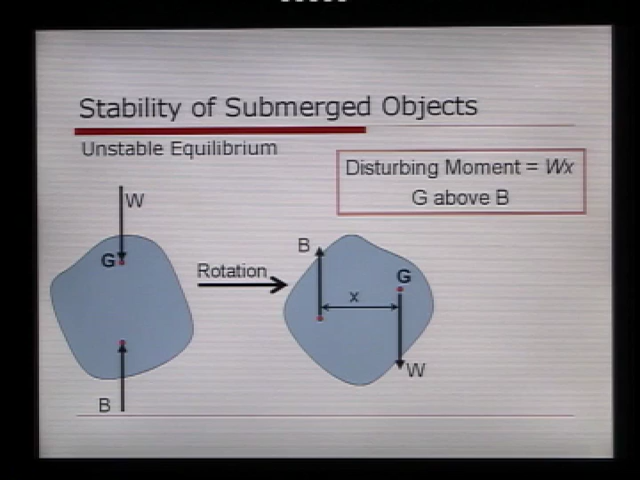 Stability of Submerged Objects
Unstable Equilibrium
Disturbing Moment = Wx
G above B
W
G
B
Rotation
B
G
x
W